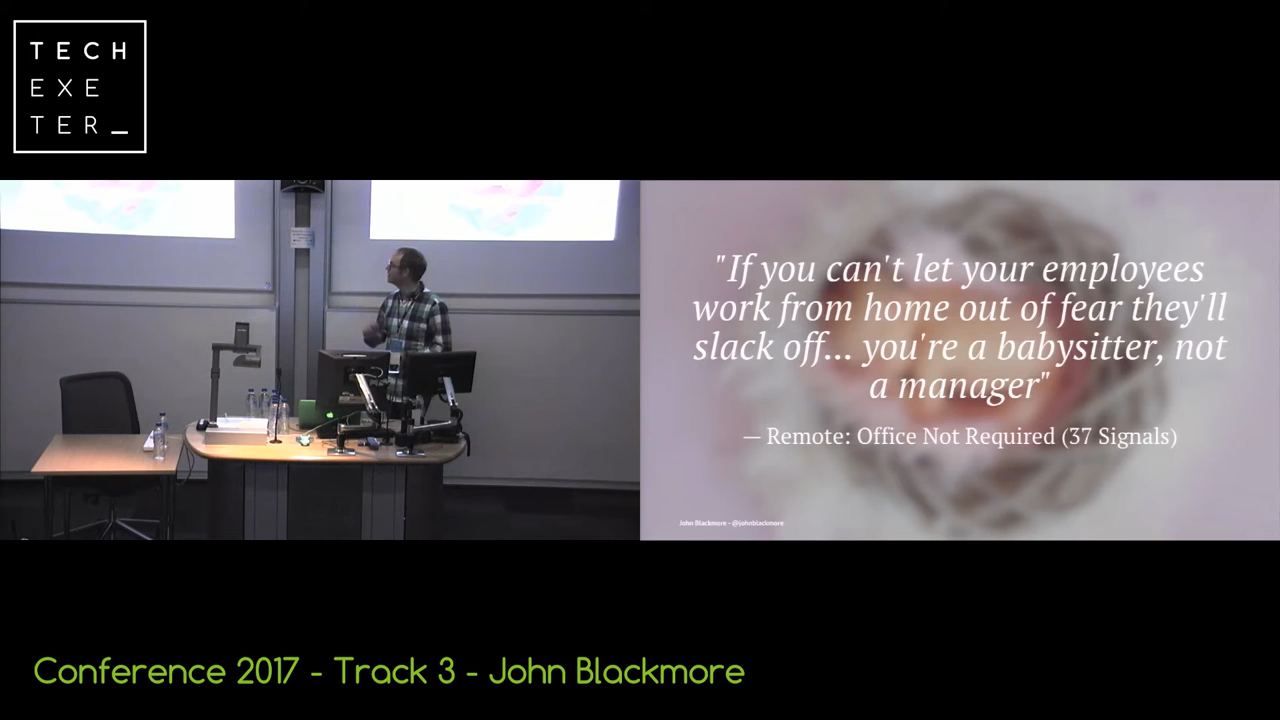 TECH
EXE
TER_
"If you can't let your employees
work from home out of fear they'll
slack off... you're a babysitter, not
a manager"
— Remote: Office Not Required (37 Signals)
John Blackmore - @johnblackmore
Conference 2017 - Track 3 - John Blackmore